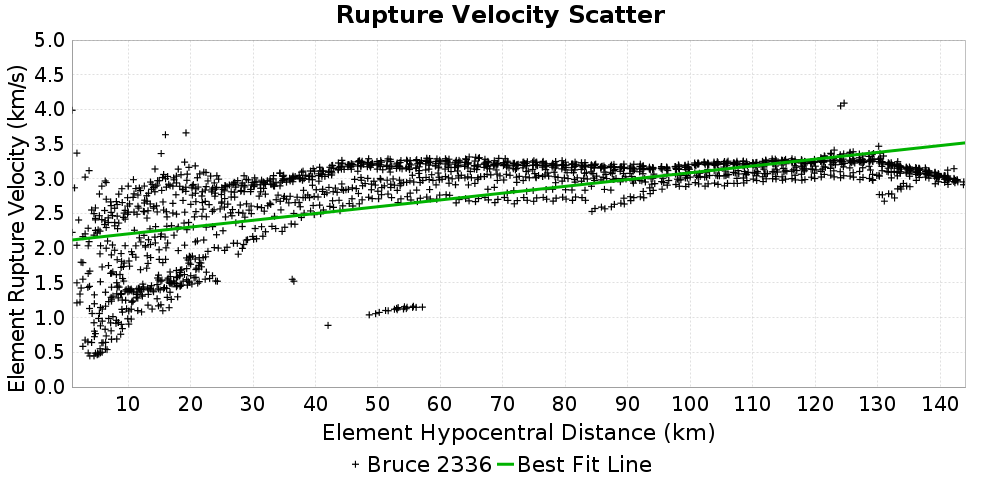 Rupture Velocity Scatter
Element Rupture Velocity (km/s)
5.0
4.5
4.0
3.5
3.0
2.5
2.0
1.5
1.0
0.5
0.0
10 20 30 40 50 60 70 80 90 100 110 120 130 140
Element Hypocentral Distance (km)
Bruce 2336 Best Fit Line